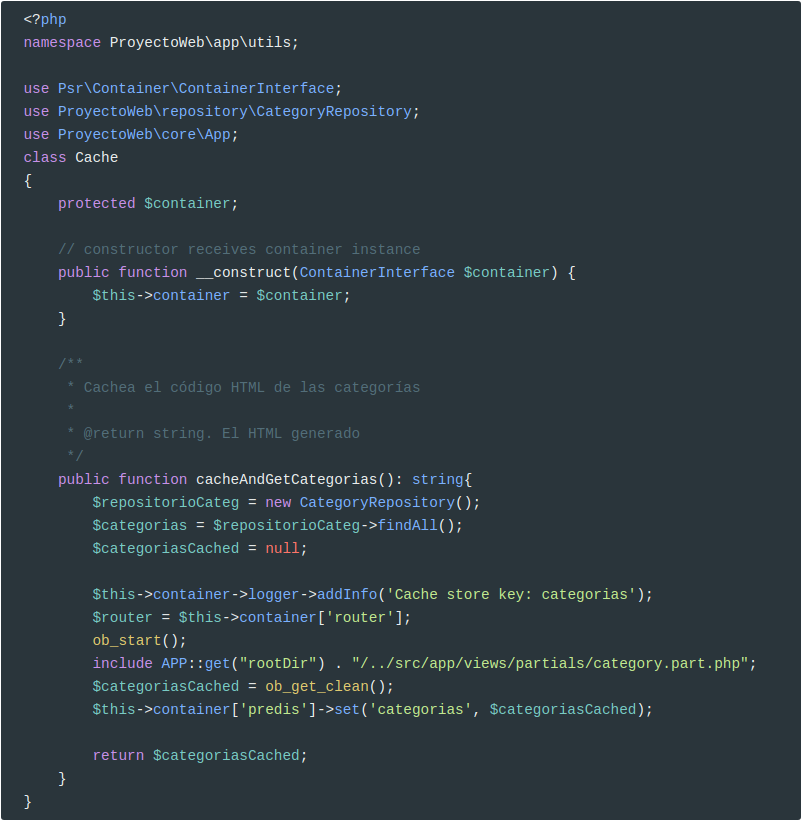 <?php
namespace ProyectoWeb\app\utils;

use Psr\Container\ContainerInterface;
use ProyectoWeb\repository\CategoryRepository;
use ProyectoWeb\core\App;
class Cache
{
    protected $container;

    // constructor receives container instance
    public function __construct(ContainerInterface $container) {
        $this->container = $container;
    }

    /**
     * Cachea el código HTML de las categorías
     *
     * @return string. El HTML generado
     */
    public function cacheAndGetCategorias(): string{
        $repositorioCateg = new CategoryRepository();
        $categorias = $repositorioCateg->findAll();
        $categoriasCached = null;

        $this->container->logger->addInfo('Cache store key: categorias');
        $router = $this->container['router'];
        ob_start();
        include APP::get("rootDir") . "/../src/app/views/partials/category.part.php";
        $categoriasCached = ob_get_clean();
        $this->container['predis']->set('categorias', $categoriasCached);

        return $categoriasCached;
    }
}